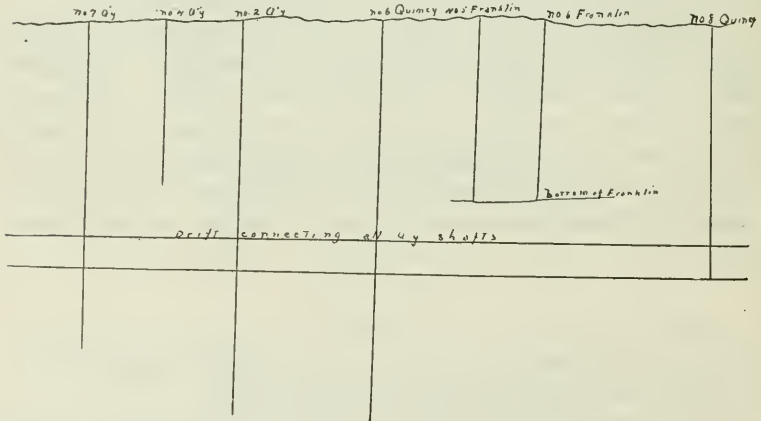 No 7 Q'y No 4 Q'y No. 2 Q'y No 6 Quincy No 5 Franklin No 6 Franklin No 8 Quincy
Bottom of Franklin
Drift connecting all Q'y shafts